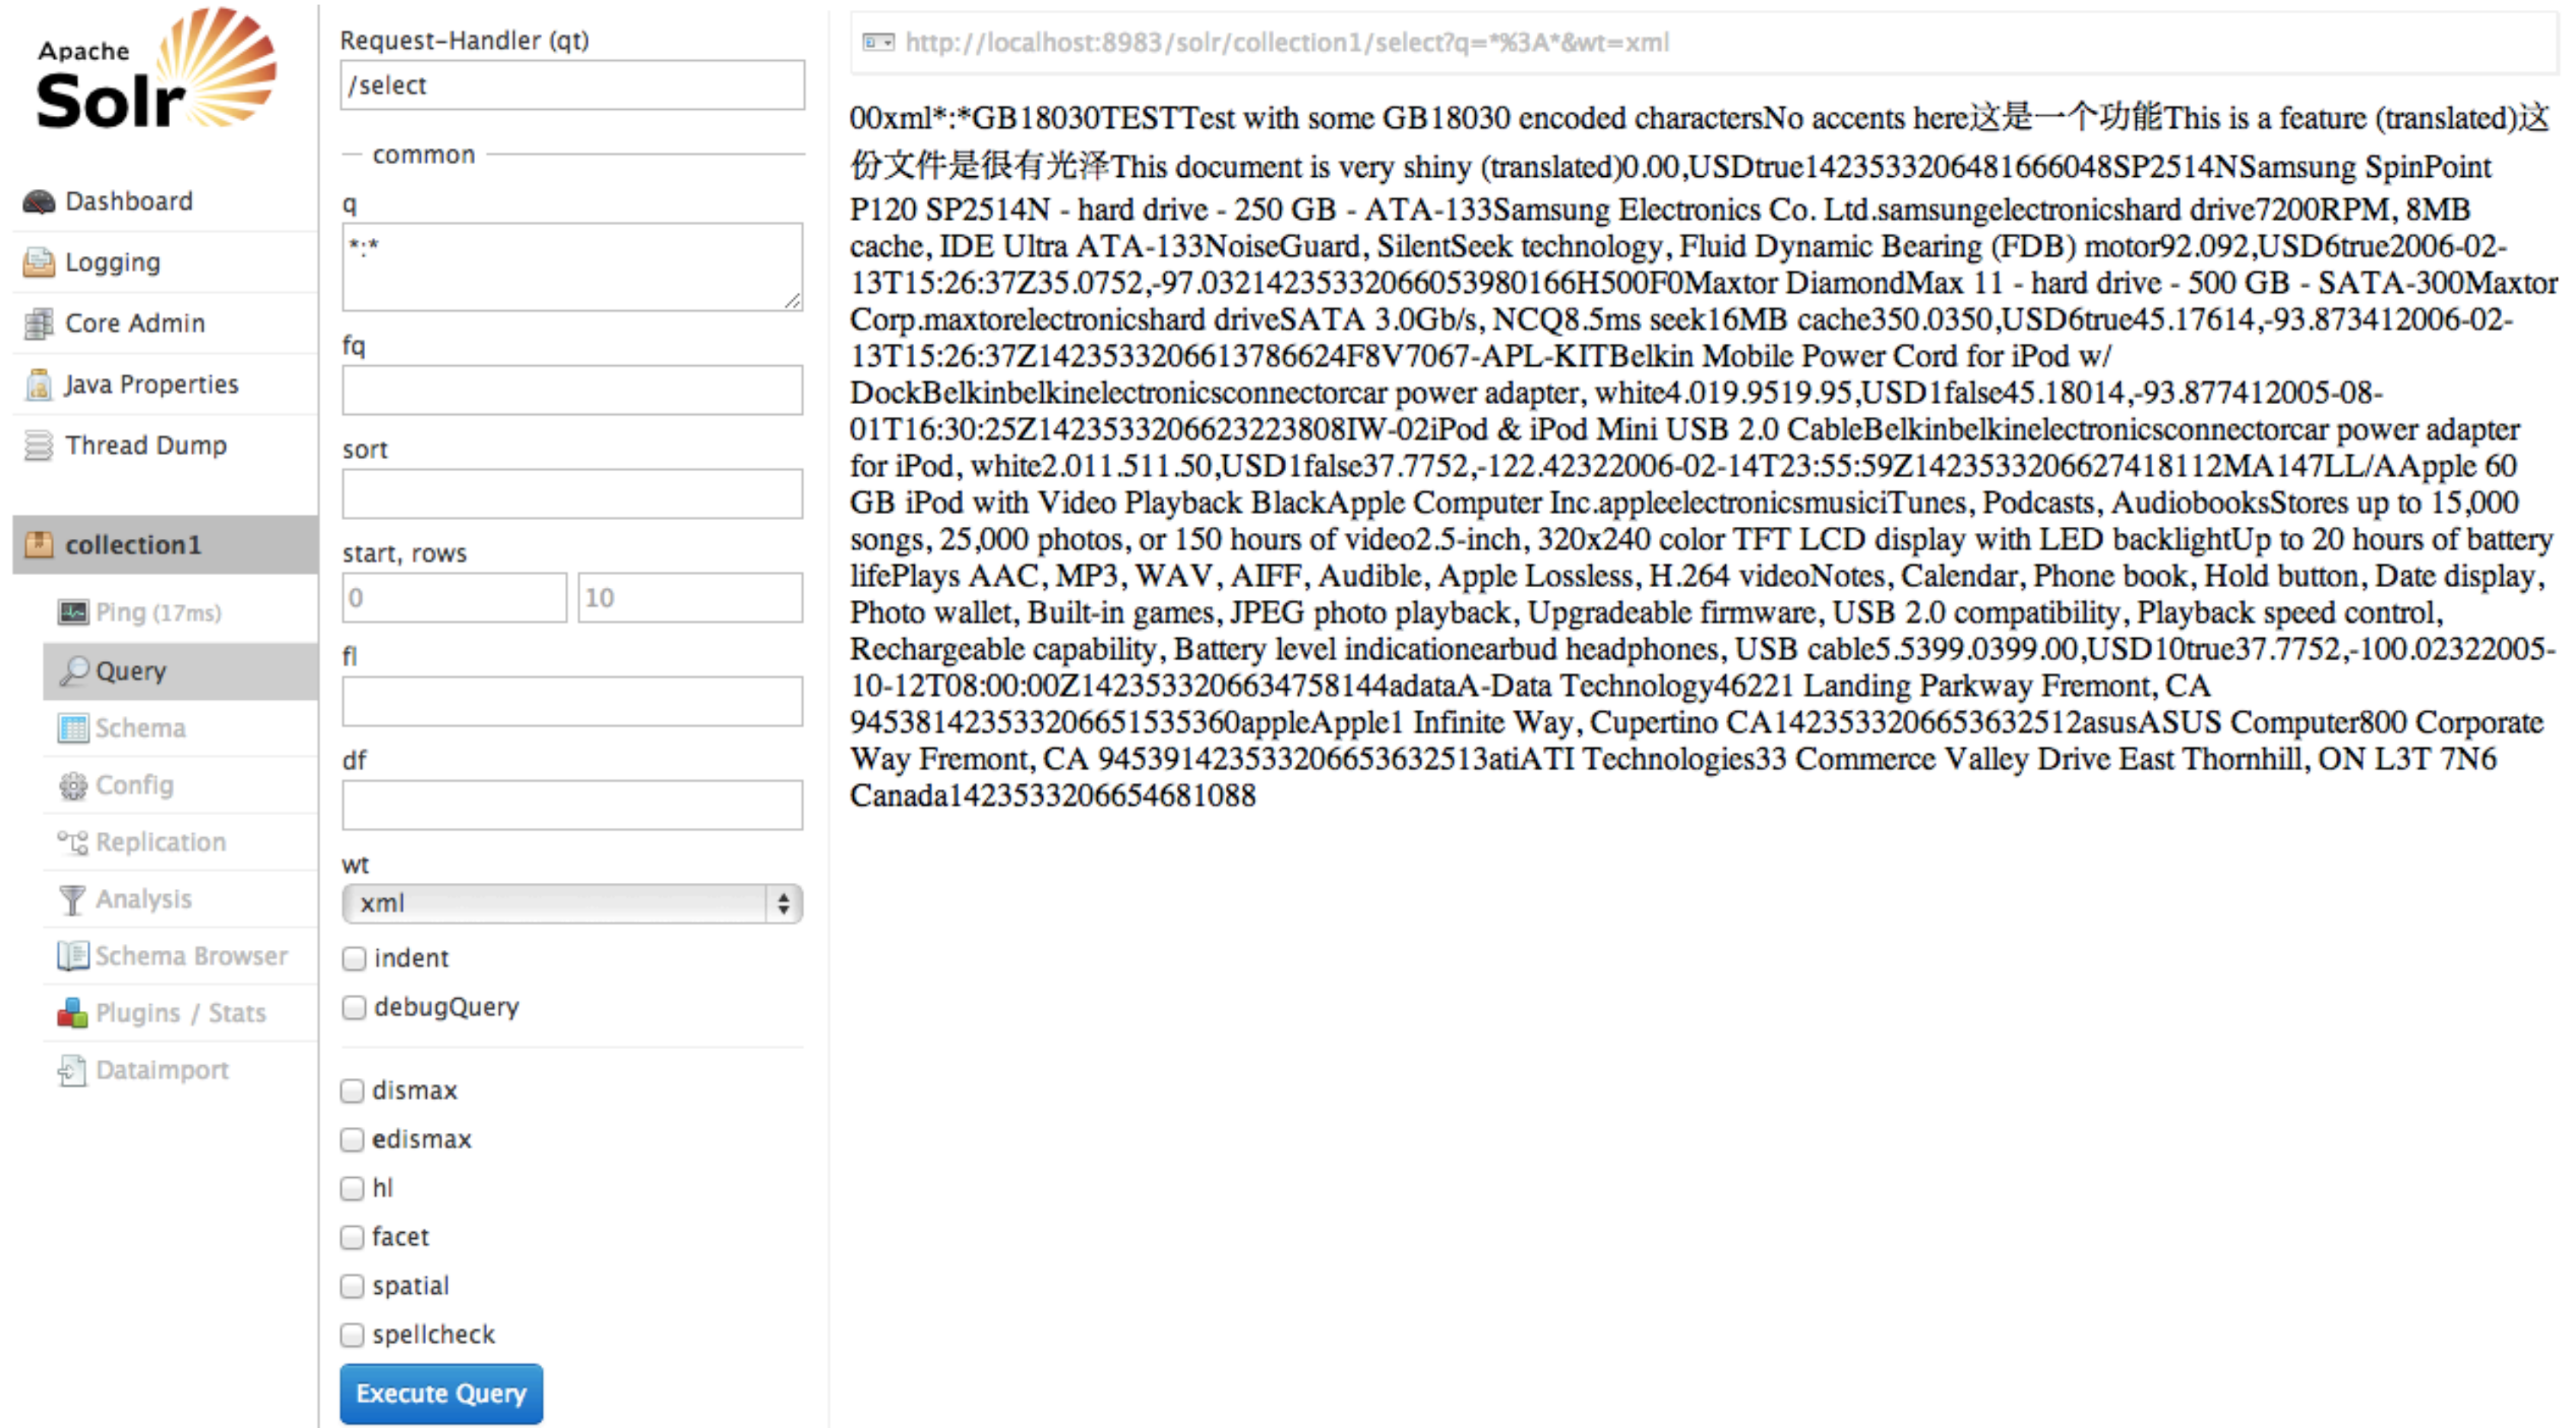 Apache
Solr
Dashboard
Logging
Core Admin
Java Properties
Thread Dump
collection1
Ping (17ms)
Query
Schema
Config
Replication
Analysis
Schema Browser
Plugins / Stats
Dataimport
Request-Handler (qt)
/select
common
q
*:*
fq
sort
start, rows
0 10
fl
df
wt
xml
indent
debugQuery
dismax
edismax
hl
facet
spatial
spellcheck
Execute Query
http://localhost:8983/solr/collection1/select?q=*%3A*&wt=xml
00xml*:*GB18030TESTTest with some GB18030 encoded charactersNo accents here这是一个功能This is a feature (translated)这
份文件是很有光泽This document is very shiny (translated)0.00,USDtrue1423533206481666048SP2514NSamsung SpinPoint
P120 SP2514N - hard drive - 250 GB - ATA-133Samsung Electronics Co. Ltd.samsungelectronicshard drive7200RPM, 8MB
cache, IDE Ultra ATA-133NoiseGuard, SilentSeek technology, Fluid Dynamic Bearing (FDB) motor92.092,USD6true2006-02-
13T15:26:37Z35.0752,-97.03214235332066053980166H500F0Maxtor DiamondMax 11 - hard drive - 500 GB - SATA-300Maxtor
Corp.maxtorelectronicshard driveSATA 3.0Gb/s, NCQ8.5ms seek16MB cache350.0350,USD6true45.17614,-93.873412006-02-
13T15:26:37Z1423533206613786624F8V7067-APL-KITBelkin Mobile Power Cord for iPod w/
DockBelkinbelkinelectronicsconnectorcar power adapter, white4.019.9519.95,USD1false45.18014,-93.877412005-08-
01T16:30:25Z1423533206623223808IW-02iPod & iPod Mini USB 2.0 CableBelkinbelkinelectronicsconnectorcar power adapter
for iPod, white2.011.511.50,USD1false37.7752,-122.42322006-02-14T23:55:59Z1423533206627418112MA147LL/AApple 60
GB iPod with Video Playback BlackApple Computer Inc.appleelectronicsmusiciTunes, Podcasts, AudiobooksStores up to 15,000
songs, 25,000 photos, or 150 hours of video2.5-inch, 320x240 color TFT LCD display with LED backlightUp to 20 hours of battery
lifePlays AAC, MP3, WAV, AIFF, Audible, Apple Lossless, H.264 videoNotes, Calendar, Phone book, Hold button, Date display,
Photo wallet, Built-in games, JPEG photo playback, Upgradeable firmware, USB 2.0 compatibility, Playback speed control,
Rechargeable capability, Battery level indicationearbud headphones, USB cable5.5399.0399.00,USD10true37.7752,-100.02322005-
10-12T08:00:00Z1423533206634758144adataA-Data Technology46221 Landing Parkway Fremont, CA
945381423533206651535360appleApple1 Infinite Way, Cupertino CA1423533206653632512asusASUS Computer800 Corporate
Way Fremont, CA 945391423533206653632513atiATI Technologies33 Commerce Valley Drive East Thornhill, ON L3T 7N6
Canada1423533206654681088